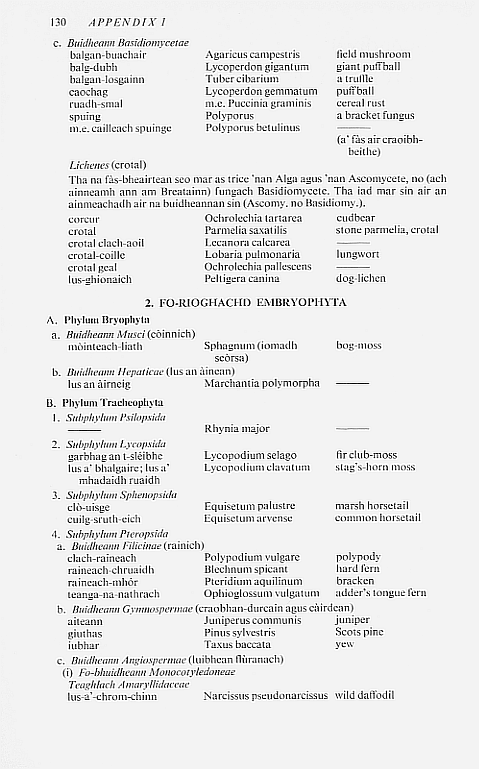 130 APPENDIX I
c. Buidheann Basidiomycetae
balgan-buachair Agaricus campestris field mushroom
balg-dubh Lycoperdon gigantum giant puffball
balgan-losgainn Tuber cibarium a truffle
caochag Lycoperdon gemmatum puffball
ruadh-smal m.e. Puccinia graminis cereal rust
spuing Polyporus a bracket fungus
m.e. cailleach spuinge Polyporus betulinus ———
(a' fàs air craoibh-
beithe)
Lichenes (crotal)
Tha na fàs-bheairtean seo mar as trice 'nan Alga agus 'nan Ascomycete, no (ach
ainneamh ann am Breatainn) fungach Basidiomycete. Tha iad mar sin air an
ainmeachadh air na buidheannan sin (Ascomy. no Basidiomy.).
corcur Ochrolechia tartarea cudbear
crotal Parmelia saxatilis stone parmelia, crotal
crotal clach-aoil Lecanora calcarea ———
crotal-coille Lobaria pulmonaria lungwort
crotal geal Ochrolechia pallescens ———
lus-ghionaich Peltigera canina dog-lichen
2. FO-RIOGHACHD EMBRYOPHYTA
A. Phylum Bryophyta
a. Buidheann Musci (còinnich)
mòinteach-liath Sphagnum (iomadh bog-moss
seòrsa)
b. Buidheann Hepaticae (lus an àinean)
lus an àirneig Marchantia polymorpha ———
B. Phylum Tracheophyta
1. Subphylum Psilopsida
——— Rhynia major ———
2. Subphylum Lycopsida
garbhag an t-slèibhe Lycopodium selago fir club-moss
lus a' bhalgaire; lus a' Lycopodium clavatum stag's-horn moss
mhadaidh ruaidh
3. Subphylum Sphenopsida
clò-uisge Equisetum palustre marsh horsetail
cuilg-sruth-eich Equisetum arvense common horsetail
4. Subphylum Pteropsida
a. Buidheann Filicinae (rainich)
clach-raineach Polypodium vulgare polypody
raineach-chruaidh Blechnum spicant hard fern
raineach-mhòr Pteridium aquilinum bracken
teanga-na-nathrach Ophioglossum vulgatum adder's tongue fern
b. Buidheann Gymnospermae (craobhan-durcain agus càirdean)
aiteann Juniperus communis juniper
giuthas Pinus sylvestris Scots pine
iubhar Taxus baccata yew
c. Buidheann Angiospermae (luibhean flùranach)
(i) Fo-bhuidheann Monocotyledoneae
Teaghlach Amaryllidaceae
lus-a'-chrom-chinn Narcissus pseudonarcissus wild daffodil